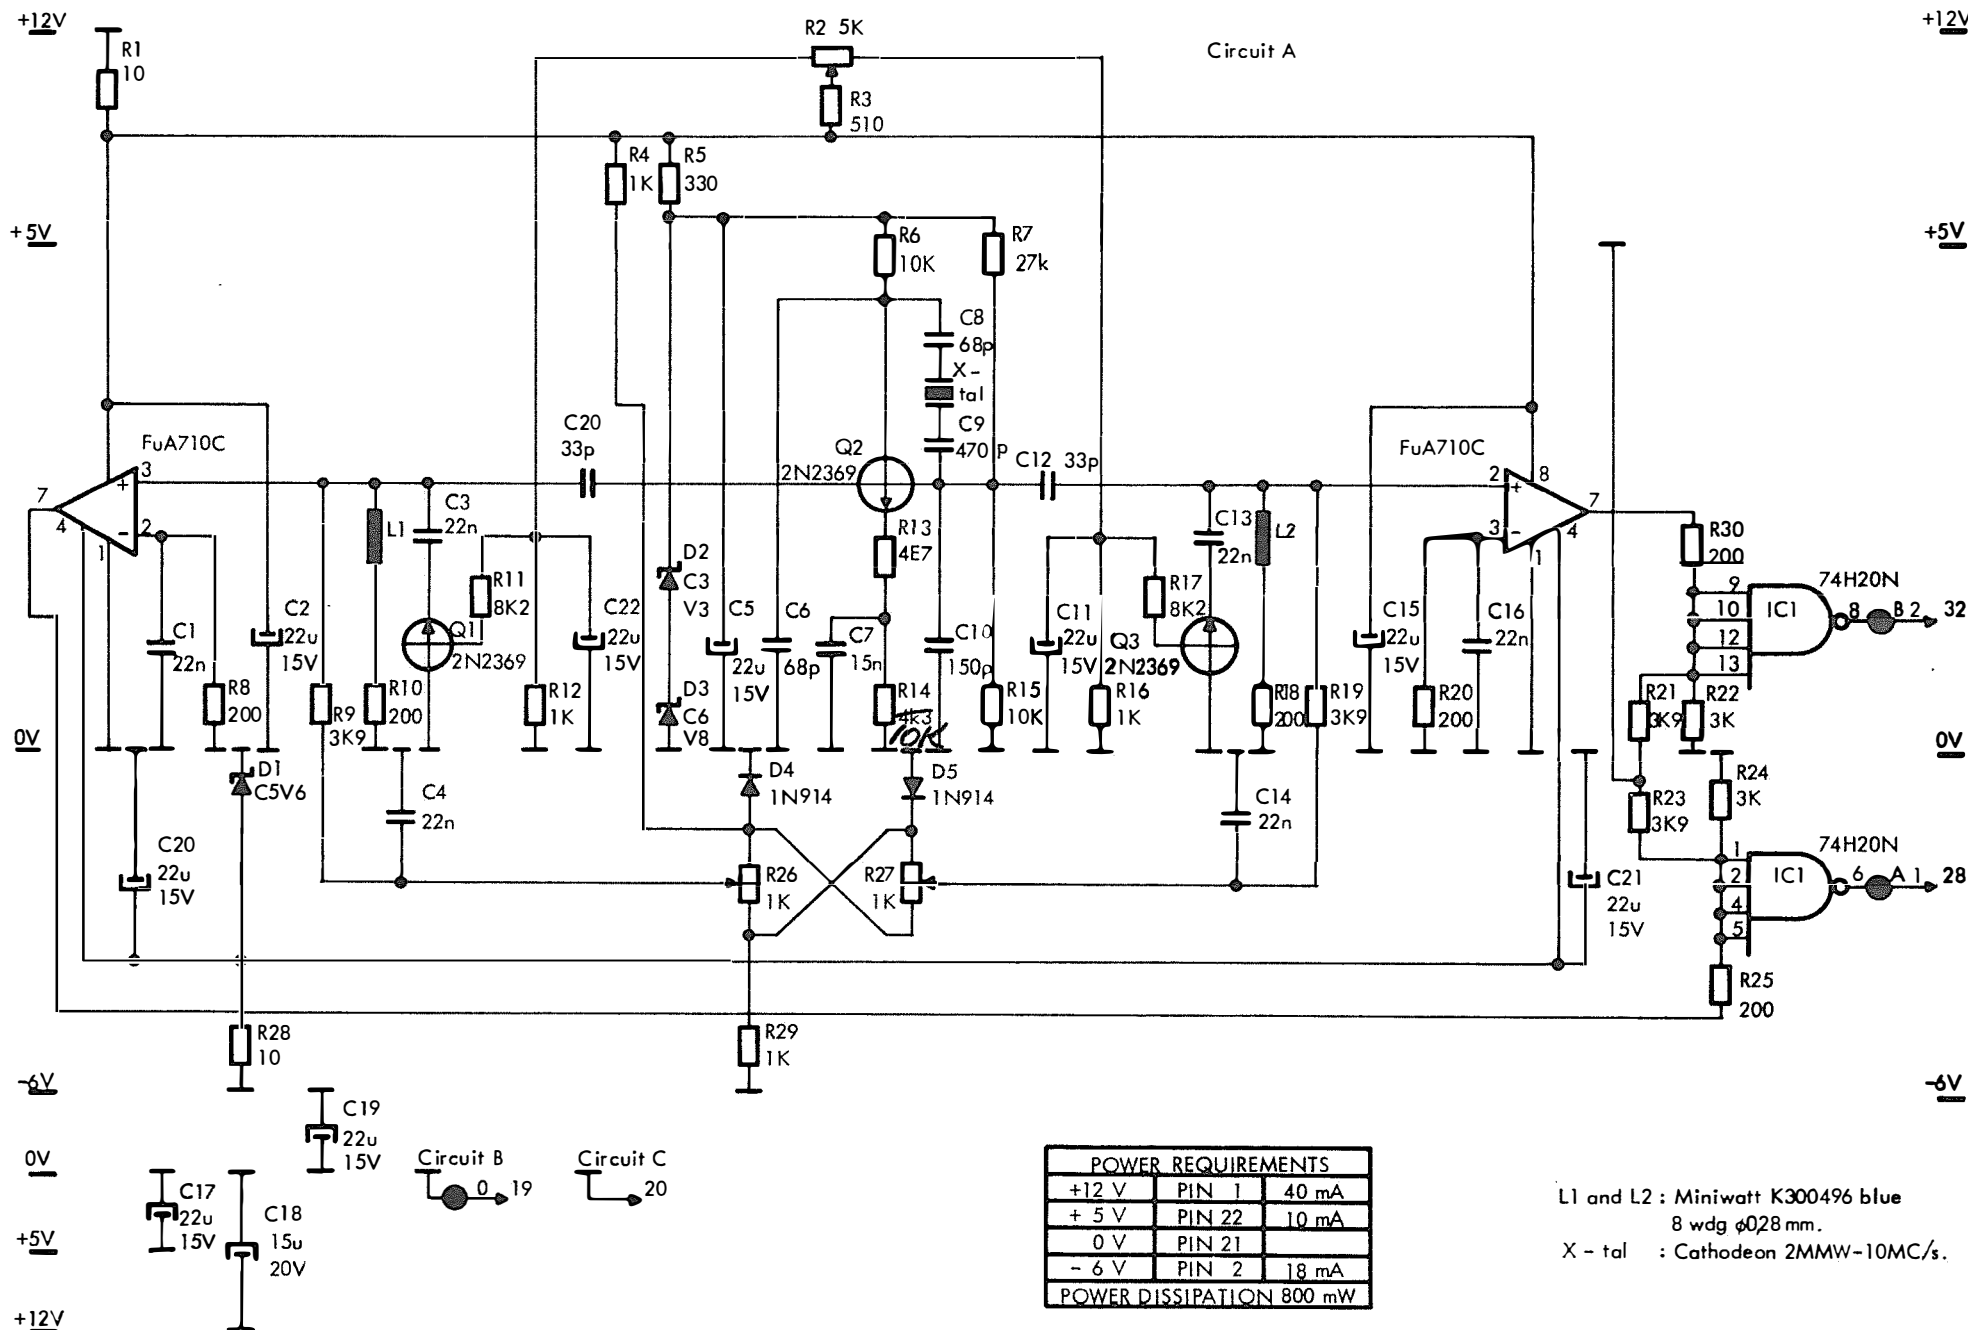 +12V
R1
10
R2 5K
Circuit A
+12V
R3
510
R4
1K
R5
330
+5V
R6
10K
R7
27k
+5V
C8
68p
X-
tal
C9
470 p
FuA710C
3
+
7
4
-
2
1
C20
33p
Q2
2N2369
C12 33p
FuA710C
2
+
8
7
3
-
4
1
L1
C3
22n
R11
8K2
Q1
2N2369
R13
4E7
D2
C3
V3
C13
22n
L2
R17
8K2
Q3
2N2369
R30
200
74H20N
9
10
12
13
IC1
8
B 2
32
C1
22n
C2
22u
15V
R8
200
R9
3K9
R10
200
R12
1K
C22
22u
15V
C5
22u
15V
C6
68p
C7
15n
C10
150p
C11
22u
15V
D3
C6
V8
R14
4k3
10K
R15
10K
R16
1K
R18
200
R19
3K9
C15
22u
15V
C16
22n
R20
200
R21
3K9
R22
3K
0V
0V
D1
C5V6
C4
22n
D4
1N914
D5
1N914
C14
22n
R23
3K9
R24
3K
C20
22u
15V
R26
1K
R27
1K
C21
22u
15V
74H20N
1
2
4
5
IC1
6
A 1
28
R25
200
R28
10
R29
1K
-6V
-6V
C19
22u
15V
0V
C17
22u
15V
C18
15u
20V
+5V
+12V
Circuit B
0
19
Circuit C
20
POWER REQUIREMENTS
+12 V PIN 1 40 mA
+ 5 V PIN 22 10 mA
0 V PIN 21
- 6 V PIN 2 18 mA
POWER DISSIPATION 800 mW
L1 and L2 : Miniwatt K300496 blue
8 wdg ø0,28 mm.
X - tal : Cathodeon 2MMW-10MC/s.